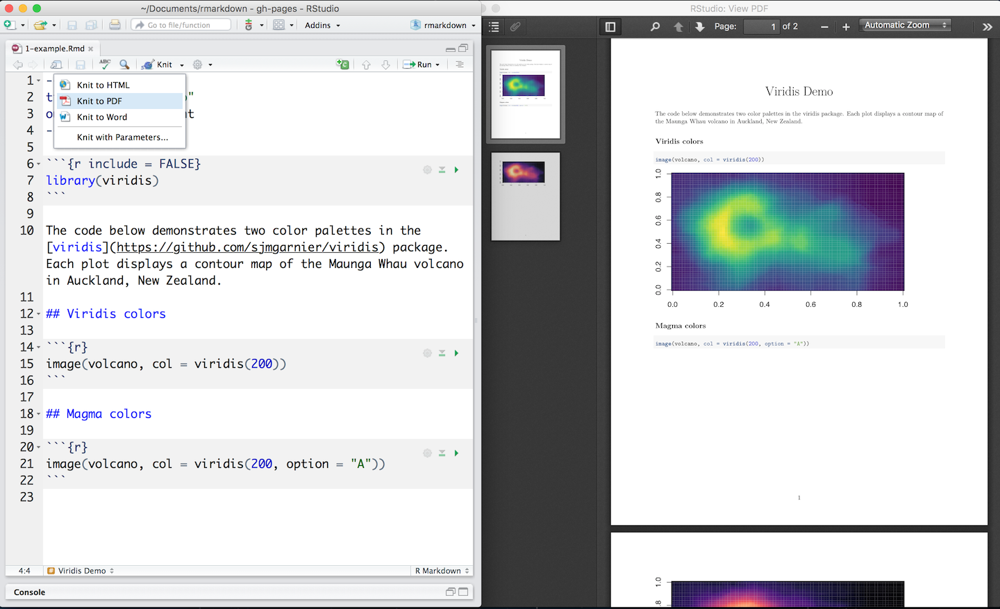 ~/Documents/rmarkdown - gh-pages - RStudio
Go to file/function
Addins
rmarkdown
1-example.Rmd
ABC
Knit
Run
Knit to HTML
Knit to PDF
Knit to Word
Knit with Parameters...
1 -
2 t "
3 o t
4 -
5
6 ```{r include = FALSE}
7 library(viridis)
8 ```
9
10 The code below demonstrates two color palettes in the
[viridis](https://github.com/sjmgarnier/viridis) package.
Each plot displays a contour map of the Maunga Whau volcano
in Auckland, New Zealand.
11
12 ## Viridis colors
13
14 ```{r}
15 image(volcano, col = viridis(200))
16 ```
17
18 ## Magma colors
19
20 ```{r}
21 image(volcano, col = viridis(200, option = "A"))
22 ```
23
4:4
Viridis Demo
R Markdown
Console
RStudio: View PDF
Page: 1 of 2
Automatic Zoom
Viridis Demo
The code below demonstrates two color palettes in the viridis package. Each plot displays a contour map of
the Maunga Whau volcano in Auckland, New Zealand.
Viridis colors
image(volcano, col = viridis(200))
1.0
0.8
0.6
0.4
0.2
0.0
0.0 0.2 0.4 0.6 0.8 1.0
Magma colors
image(volcano, col = viridis(200, option = "A"))
1
1.0
.8